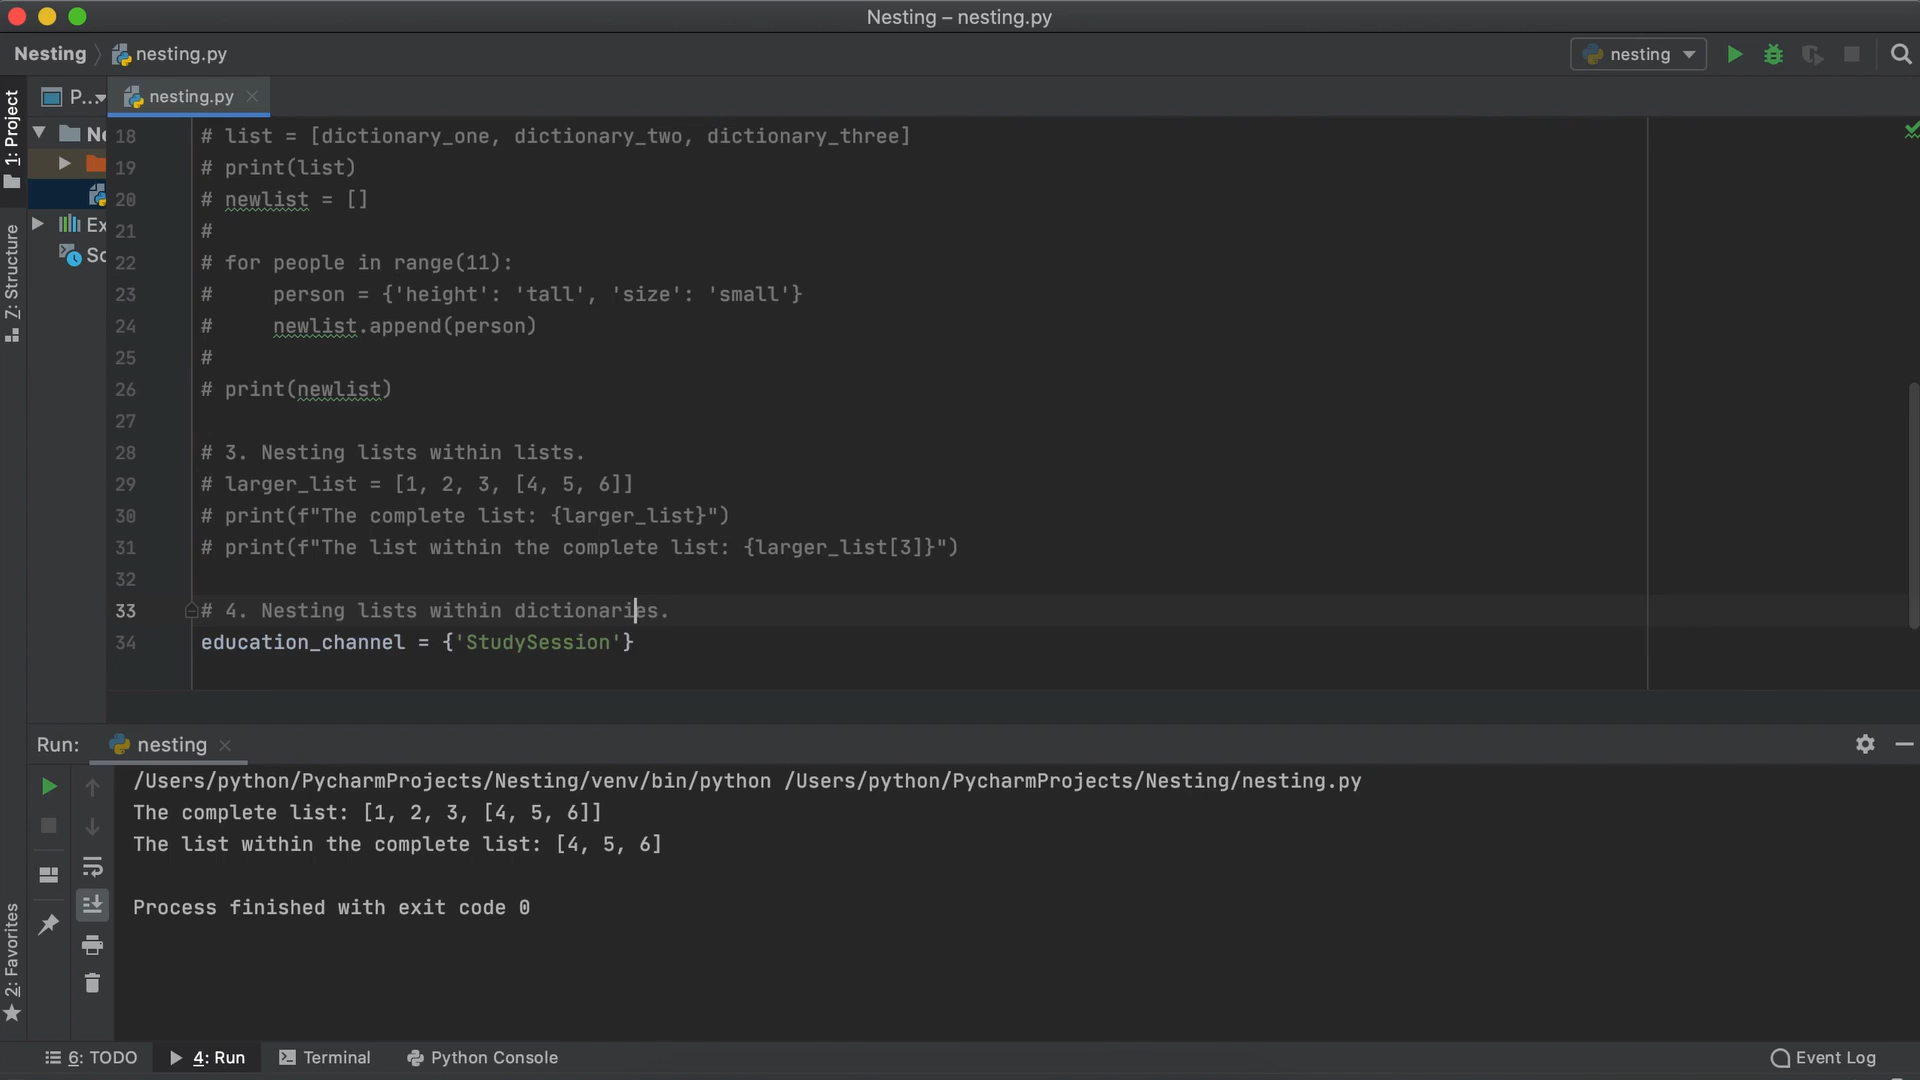 Nesting – nesting.py
Nesting nesting.py nesting
1: Project P... nesting.py
Ne
Ex
Sc
7: Structure
2: Favorites
18 # list = [dictionary_one, dictionary_two, dictionary_three]
19 # print(list)
20 # newlist = []
21 #
22 # for people in range(11):
23 #     person = {'height': 'tall', 'size': 'small'}
24 #     newlist.append(person)
25 #
26 # print(newlist)
27
28 # 3. Nesting lists within lists.
29 # larger_list = [1, 2, 3, [4, 5, 6]]
30 # print(f"The complete list: {larger_list}")
31 # print(f"The list within the complete list: {larger_list[3]}")
32
33 # 4. Nesting lists within dictionaries.
34 education_channel = {'StudySession'}
Run: nesting
/Users/python/PycharmProjects/Nesting/venv/bin/python /Users/python/PycharmProjects/Nesting/nesting.py
The complete list: [1, 2, 3, [4, 5, 6]]
The list within the complete list: [4, 5, 6]
Process finished with exit code 0
6: TODO 4: Run Terminal Python Console Event Log